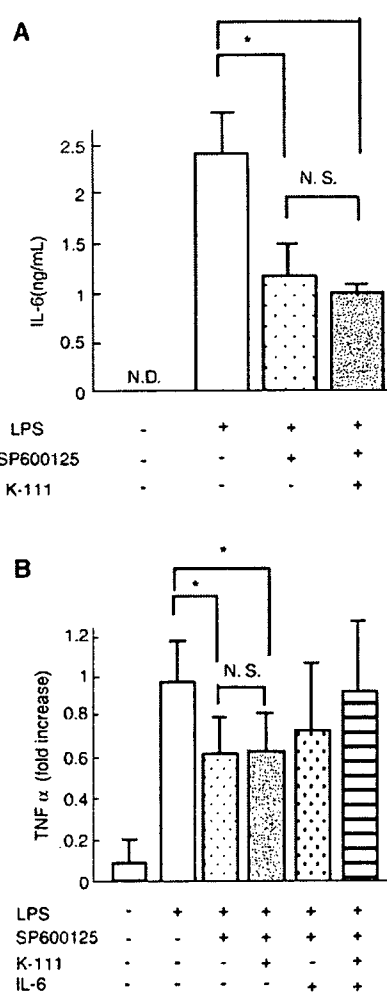 A
*
N. S.
2.5
2
1.5
1
0.5
0
IL-6(ng/mL)
N.D.
LPS - + + +
SP600125 - - + +
K-111 - - - +
B
*
*
N. S.
1.2
1
0.8
0.6
0.4
0.2
0
TNF α (fold increase)
LPS - + + + + +
SP600125 - - + + + +
K-111 - - - + - +
IL-6 - - - - + +